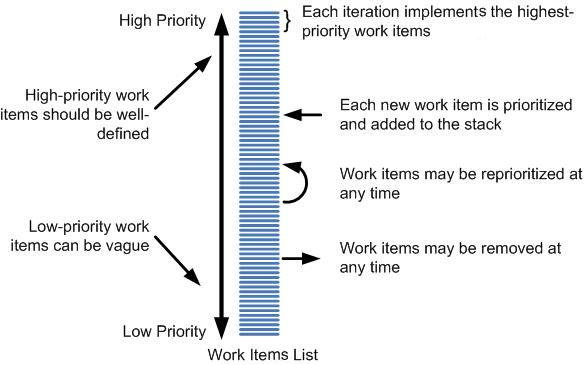 High Priority
Each iteration implements the highest-
priority work items
High-priority work
items should be well-
defined
Each new work item is prioritized
and added to the stack
Work items may be reprioritized at
any time
Low-priority work
items can be vague
Work items may be removed at
any time
Low Priority
Work Items List